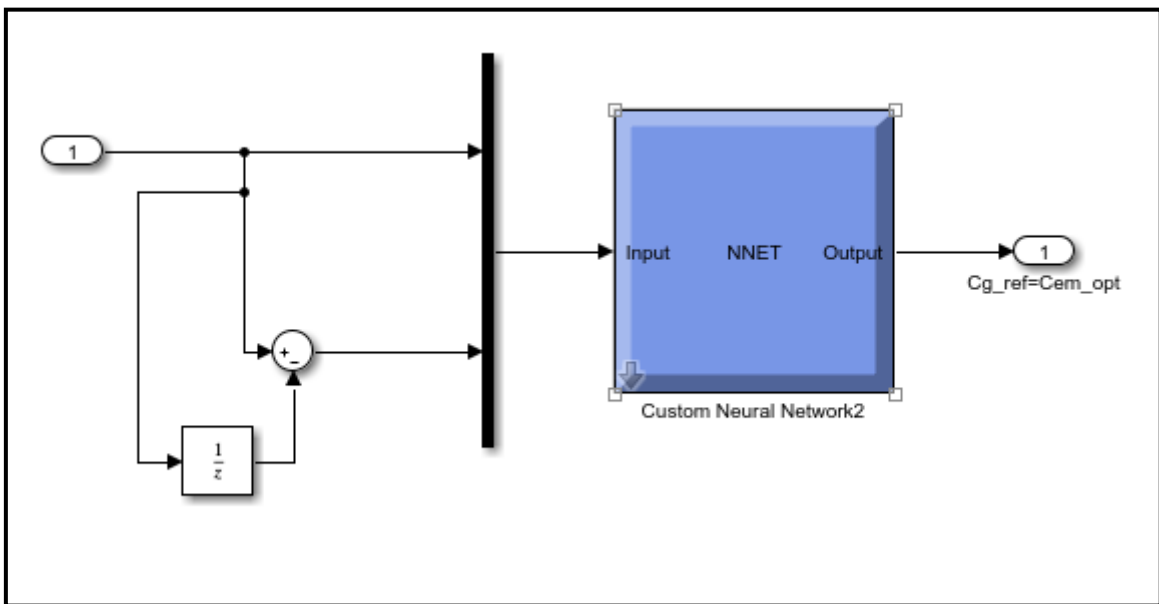 1
Input NNET Output
1
Cg_ref=Cem_opt
+
−
Custom Neural Network2
1
z